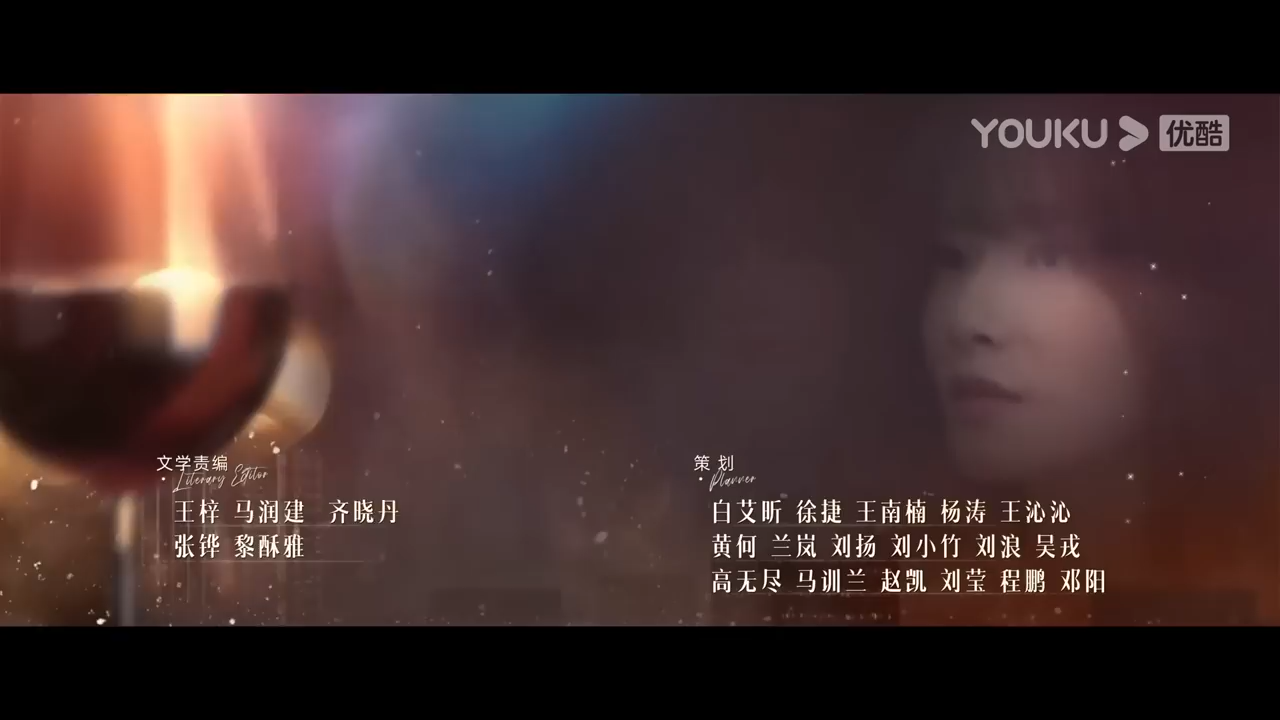 YOUKU 优酷
文学责编
Literary Editor
王梓 马润建 齐晓丹
张铧 黎酥雅
策 划
Planner
白艾昕 徐捷 王南楠 杨涛 王沁沁
黄何 兰岚 刘扬 刘小竹 刘浪 吴戎
高无尽 马训兰 赵凯 刘莹 程鹏 邓阳